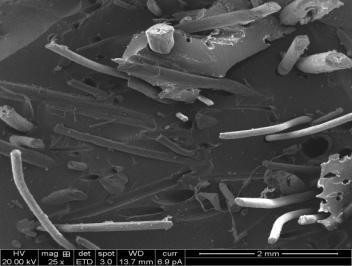 HV mag ⊞ det spot WD curr
20.00 kV 25 x ETD 3.0 13.7 mm 6.9 pA 2 mm